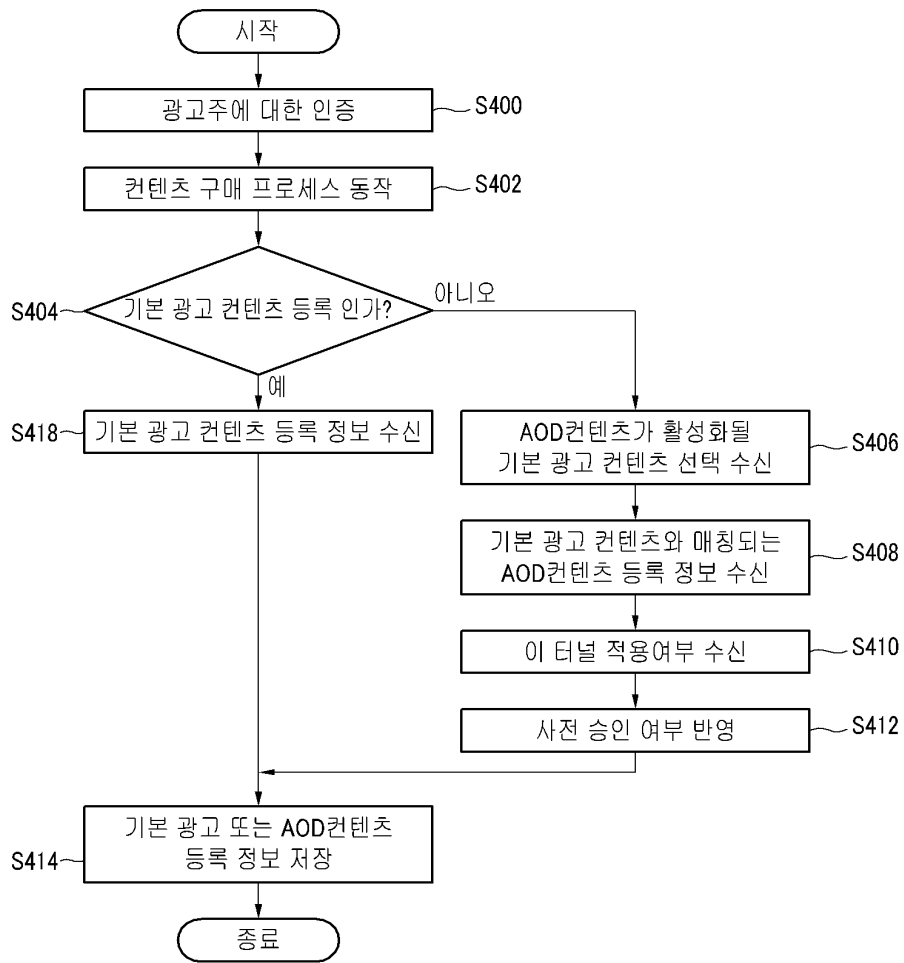 시작
광고주에 대한 인증
S400
컨텐츠 구매 프로세스 동작
S402
S404
기본 광고 컨텐츠 등록 인가?
아니오
예
S418
기본 광고 컨텐츠 등록 정보 수신
AOD컨텐츠가 활성화될
기본 광고 컨텐츠 선택 수신
S406
기본 광고 컨텐츠와 매칭되는
AOD컨텐츠 등록 정보 수신
S408
이 터널 적용여부 수신
S410
사전 승인 여부 반영
S412
기본 광고 또는 AOD컨텐츠
등록 정보 저장
S414
종료